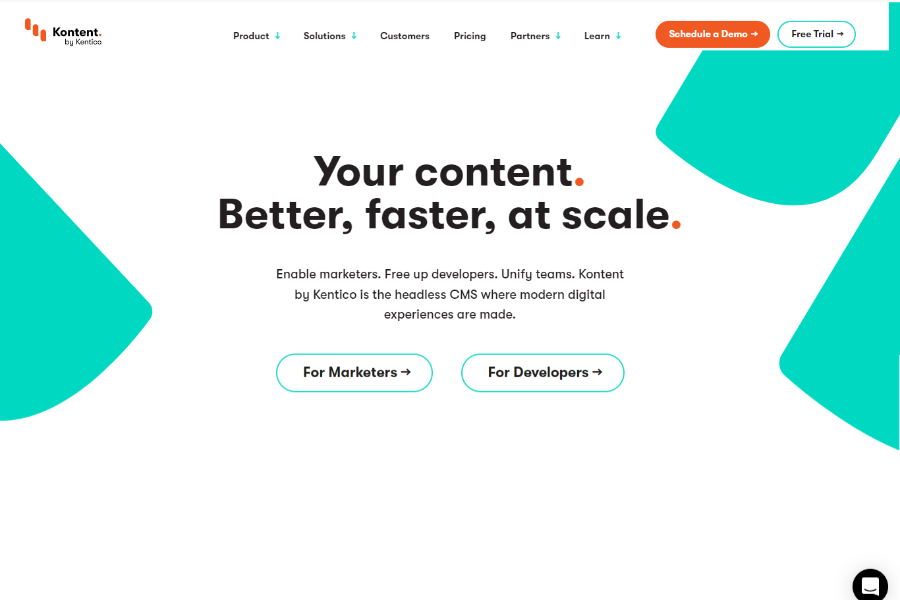 Kontent.
by Kentico
Product ↓ Solutions ↓ Customers Pricing Partners ↓ Learn ↓ Schedule a Demo → Free Trial →
Your content.
Better, faster, at scale.
Enable marketers. Free up developers. Unify teams. Kontent
by Kentico is the headless CMS where modern digital
experiences are made.
For Marketers → For Developers →